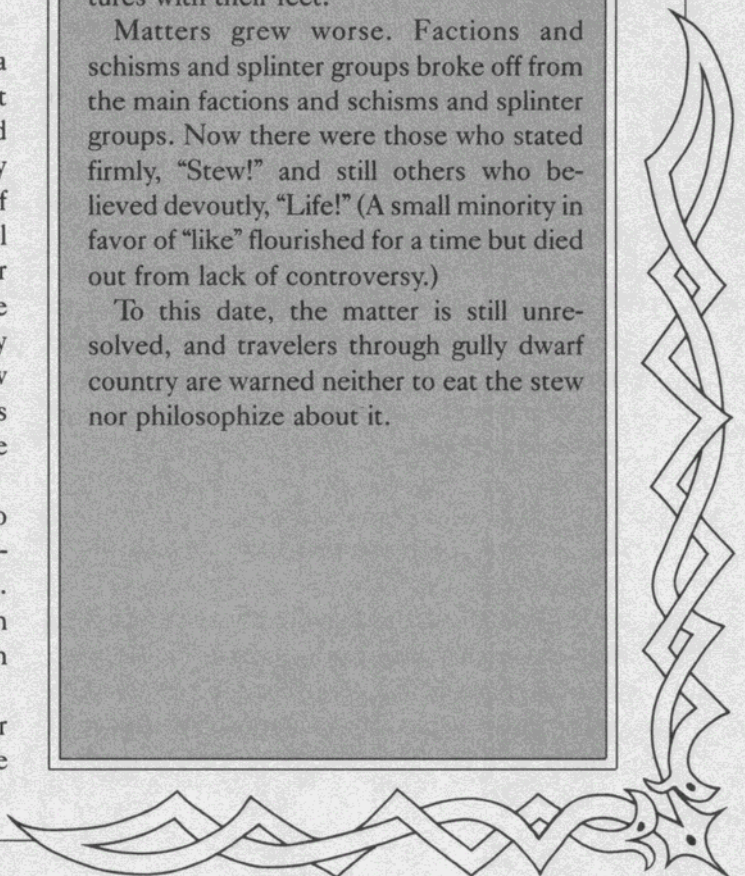 Matters grew worse. Factions and
schisms and splinter groups broke off from
the main factions and schisms and splinter
groups. Now there were those who stated
firmly, “Stew!” and still others who be-
lieved devoutly, “Life!” (A small minority in
favor of “like” flourished for a time but died
out from lack of controversy.)
To this date, the matter is still unre-
solved, and travelers through gully dwarf
country are warned neither to eat the stew
nor philosophize about it.